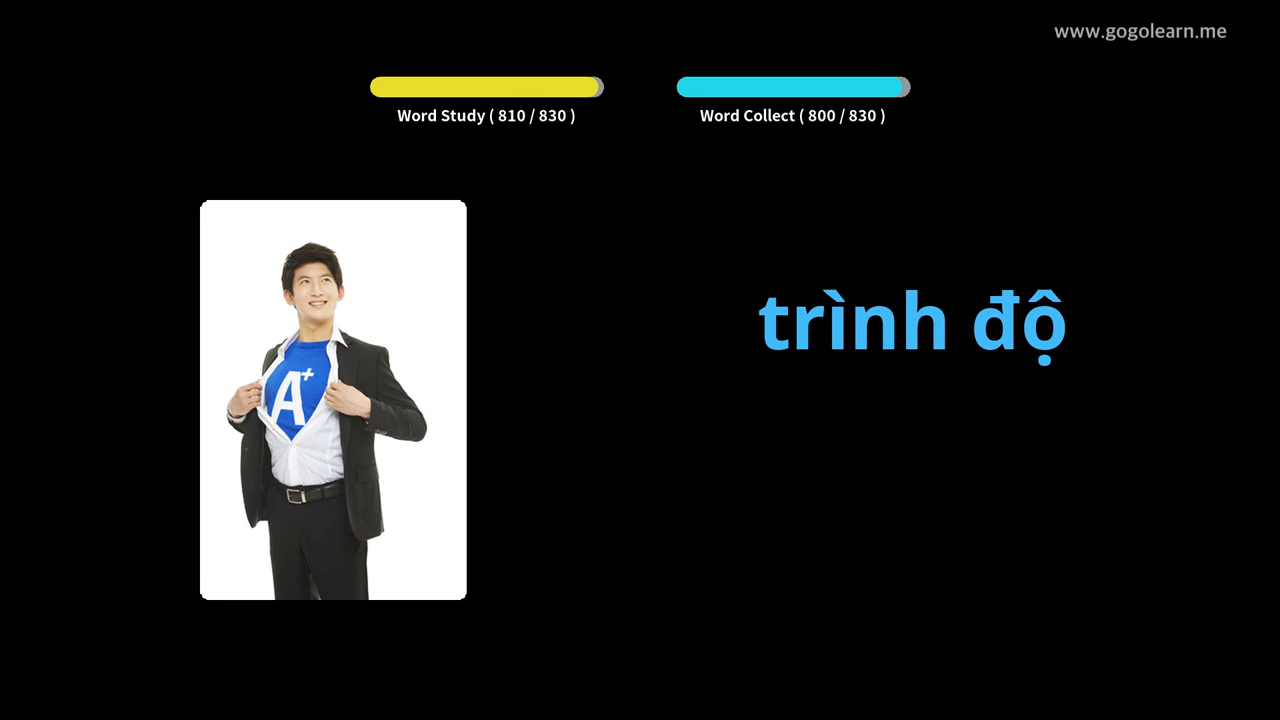 www.gogolearn.me
Word Study ( 810 / 830 )
Word Collect ( 800 / 830 )
A+
trình độ